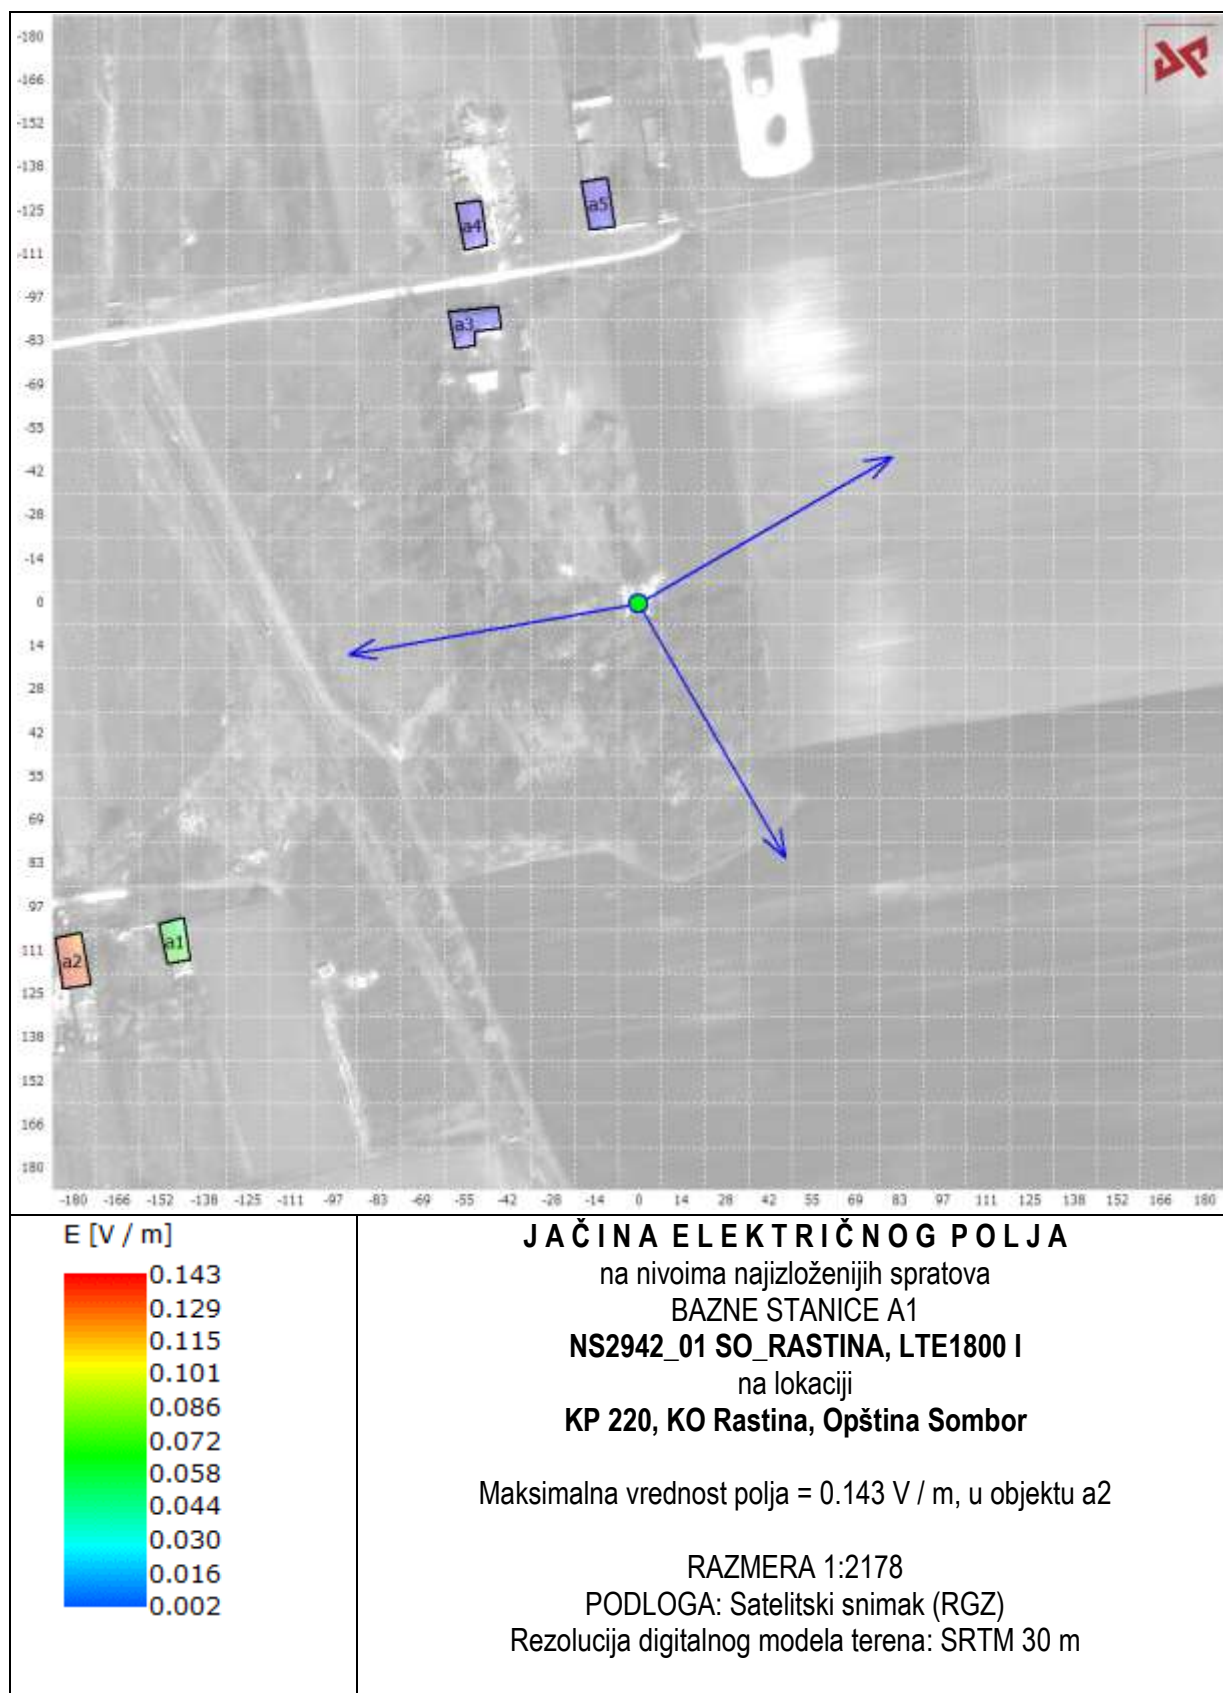 -180
-166
-152
-138
-125
-111
-97
-83
-69
-55
-42
-28
-14
0
14
28
42
55
69
83
97
111
125
138
152
166
180
a5
a4
a3
a1
a2
-180 -166 -152 -138 -125 -111 -97 -83 -69 -55 -42 -28 -14 0 14 28 42 55 69 83 97 111 125 138 152 166 180
E [V / m]
0.143
0.129
0.115
0.101
0.086
0.072
0.058
0.044
0.030
0.016
0.002
JAČINA ELEKTRIČNOG POLJA
na nivoima najizloženijih spratova
BAZNE STANICE A1
NS2942_01 SO_RASTINA, LTE1800 I
na lokaciji
KP 220, KO Rastina, Opština Sombor
Maksimalna vrednost polja = 0.143 V / m, u objektu a2
RAZMERA 1:2178
PODLOGA: Satelitski snimak (RGZ)
Rezolucija digitalnog modela terena: SRTM 30 m